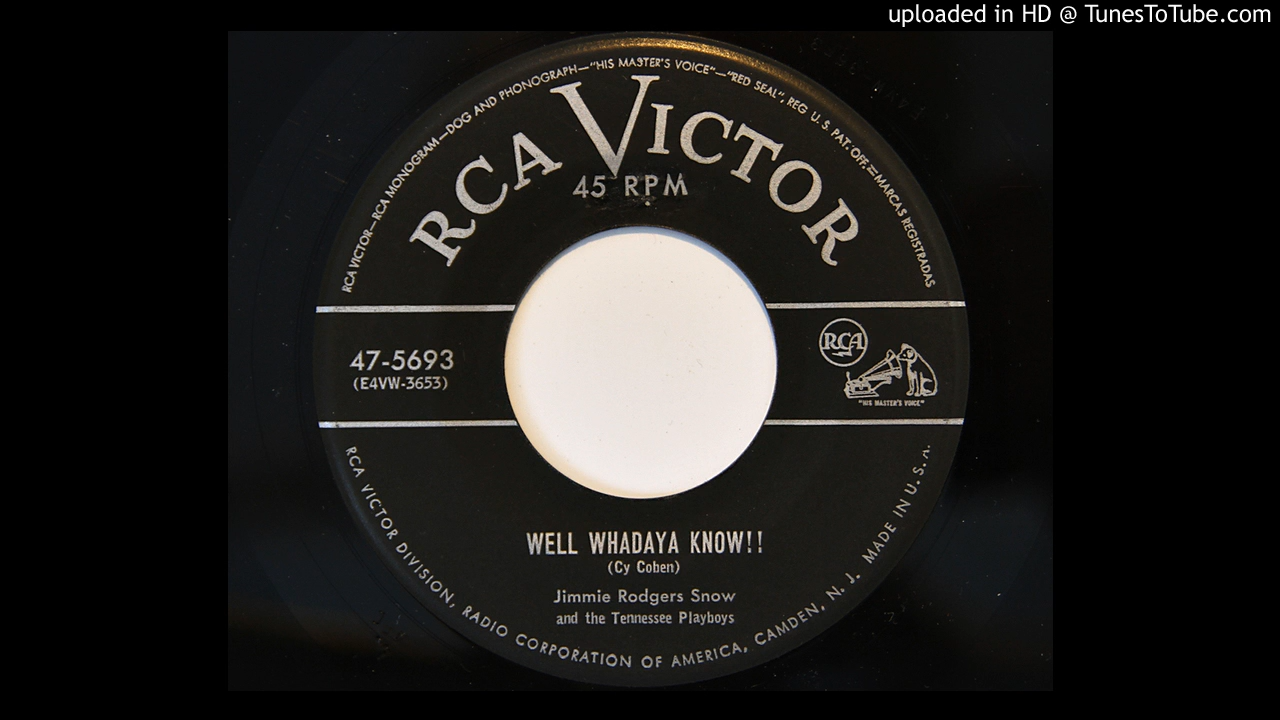 uploaded in HD @ TunesToTube.com
RCA VICTOR—RCA MONOGRAM—DOG AND PHONOGRAPH—"HIS MASTER'S VOICE"—"RED SEAL", REG U. S. PAT. OFF.—MARCAS REGISTRADAS
RCA VICTOR
45 RPM
47-5693
(E4VW-3653)
RCA
"HIS MASTER'S VOICE"
WELL WHADAYA KNOW!!
(Cy Coben)
Jimmie Rodgers Snow
and the Tennessee Playboys
RCA VICTOR DIVISION, RADIO CORPORATION OF AMERICA, CAMDEN, N. J. MADE IN U. S. A.